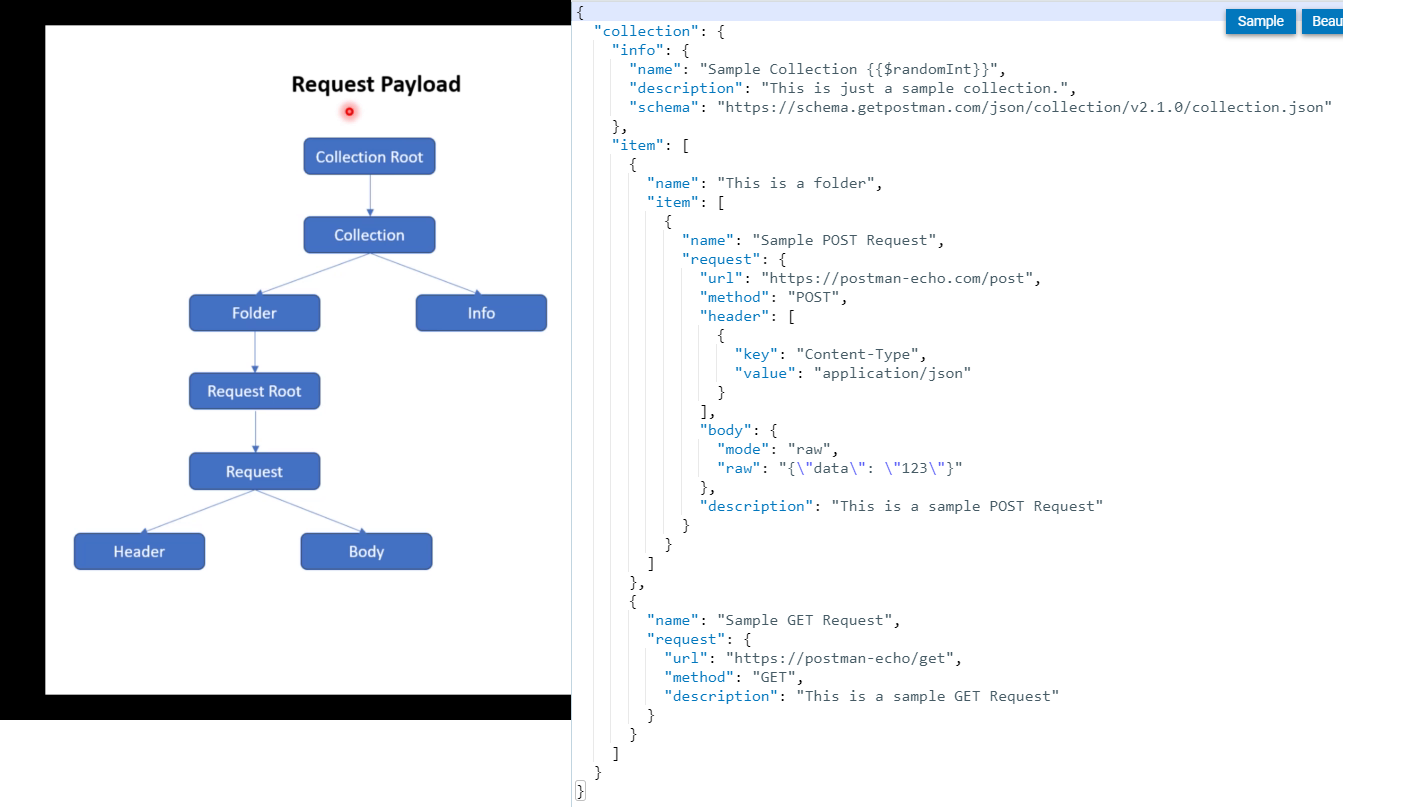 Request Payload
Collection Root
Collection
Folder
Info
Request Root
Request
Header
Body
Sample
Beau
{
"collection": {
"info": {
"name": "Sample Collection {{$randomInt}}",
"description": "This is just a sample collection.",
"schema": "https://schema.getpostman.com/json/collection/v2.1.0/collection.json"
},
"item": [
{
"name": "This is a folder",
"item": [
{
"name": "Sample POST Request",
"request": {
"url": "https://postman-echo.com/post",
"method": "POST",
"header": [
{
"key": "Content-Type",
"value": "application/json"
}
],
"body": {
"mode": "raw",
"raw": "{\"data\": \"123\"}"
},
"description": "This is a sample POST Request"
}
}
]
},
{
"name": "Sample GET Request",
"request": {
"url": "https://postman-echo/get",
"method": "GET",
"description": "This is a sample GET Request"
}
}
]
}
}